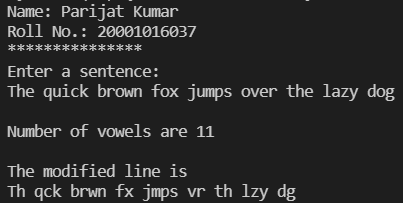 Name: Parijat Kumar
Roll No.: 20001016037
***************
Enter a sentence:
The quick brown fox jumps over the lazy dog
Number of vowels are 11
The modified line is
Th qck brwn fx jmps vr th lzy dg